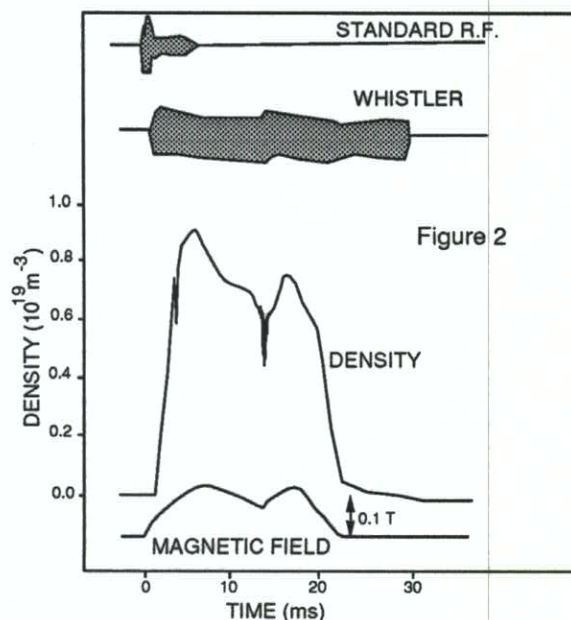 STANDARD R.F.
WHISTLER
Figure 2
1.0
0.8
0.6
0.4
0.2
0.0
DENSITY (10^19 m^-3)
DENSITY
0.1 T
MAGNETIC FIELD
0 10 20 30
TIME (ms)